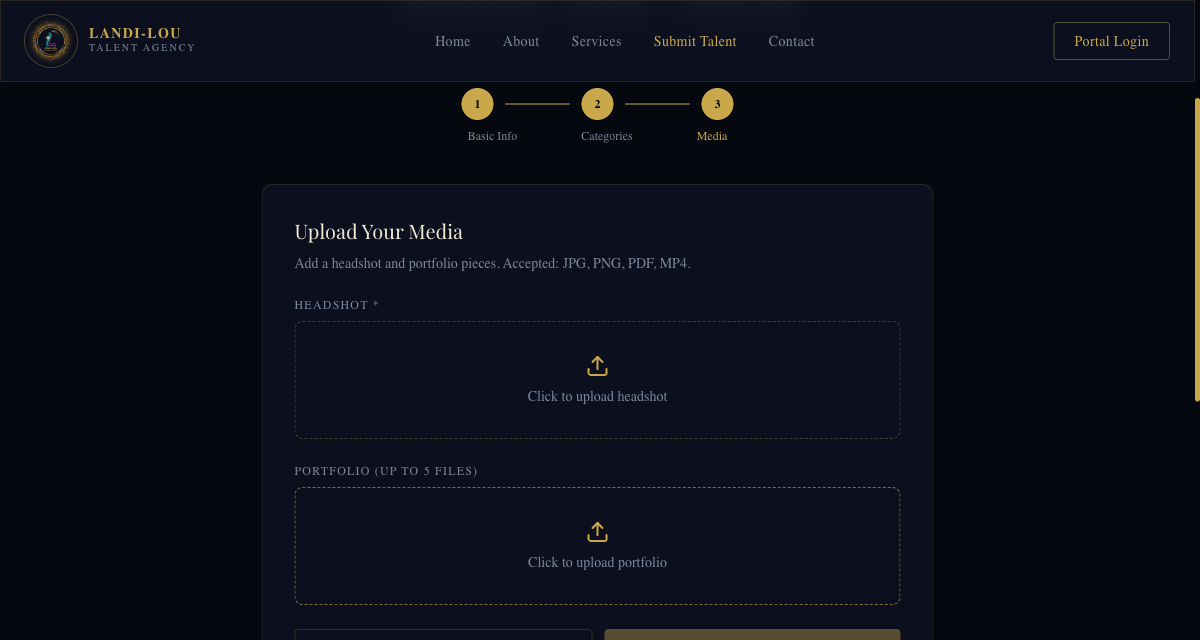 LANDI-LOU
TALENT AGENCY
Home
About
Services
Submit Talent
Contact
Portal Login
1
2
3
Basic Info
Categories
Media
Upload Your Media
Add a headshot and portfolio pieces. Accepted: JPG, PNG, PDF, MP4.
HEADSHOT *
Click to upload headshot
PORTFOLIO (UP TO 5 FILES)
Click to upload portfolio